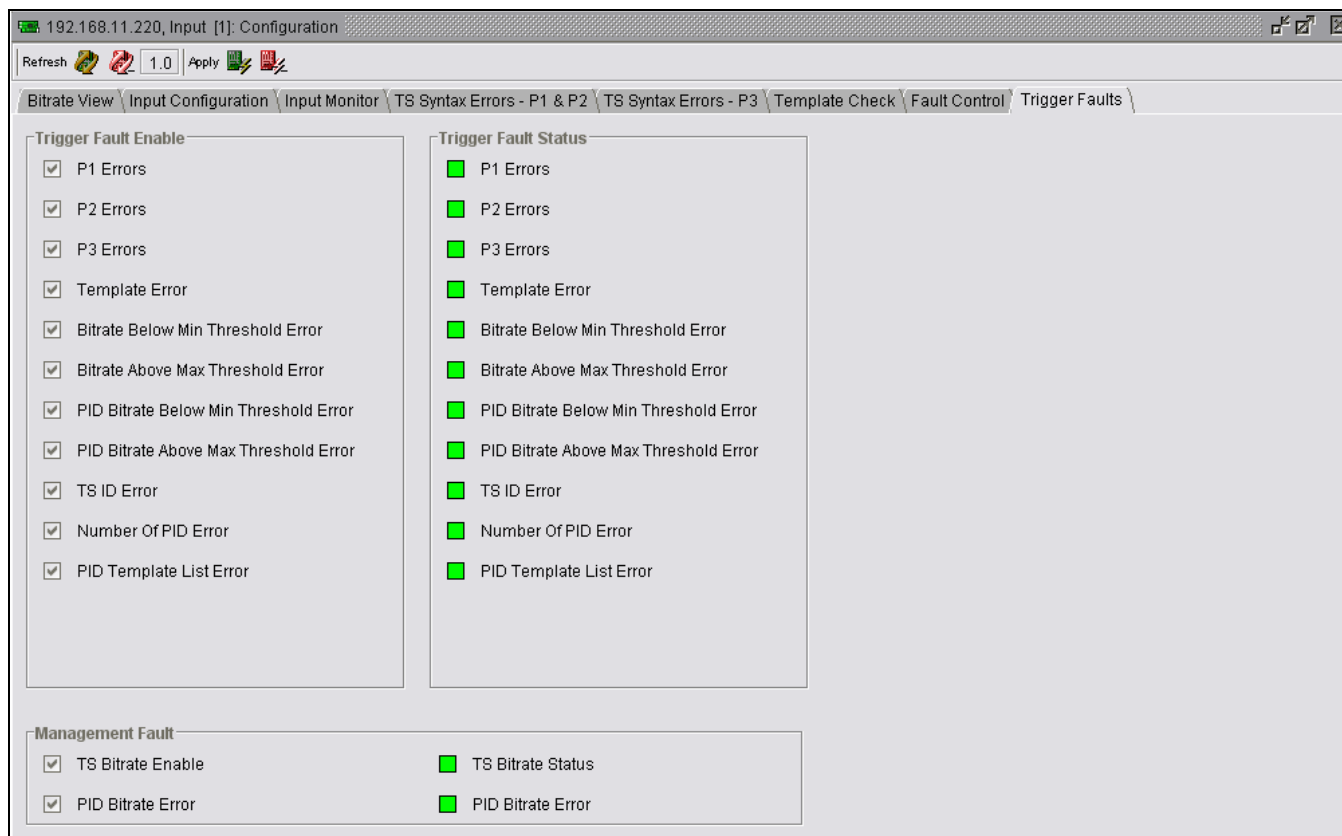 192.168.11.220, Input [1]: Configuration
Refresh 1.0 Apply
Bitrate View Input Configuration Input Monitor TS Syntax Errors - P1 & P2 TS Syntax Errors - P3 Template Check Fault Control Trigger Faults
Trigger Fault Enable
P1 Errors
P2 Errors
P3 Errors
Template Error
Bitrate Below Min Threshold Error
Bitrate Above Max Threshold Error
PID Bitrate Below Min Threshold Error
PID Bitrate Above Max Threshold Error
TS ID Error
Number Of PID Error
PID Template List Error
Trigger Fault Status
P1 Errors
P2 Errors
P3 Errors
Template Error
Bitrate Below Min Threshold Error
Bitrate Above Max Threshold Error
PID Bitrate Below Min Threshold Error
PID Bitrate Above Max Threshold Error
TS ID Error
Number Of PID Error
PID Template List Error
Management Fault
TS Bitrate Enable TS Bitrate Status
PID Bitrate Error PID Bitrate Error